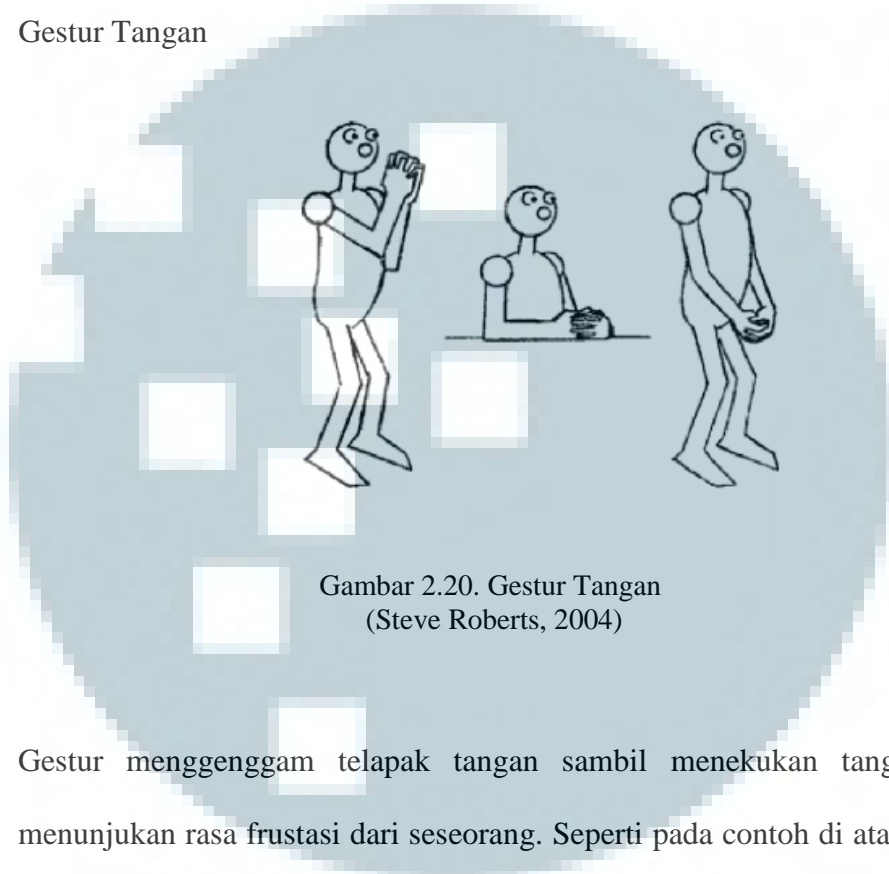 Gestur Tangan
Gambar 2.20. Gestur Tangan
(Steve Roberts, 2004)
Gestur menggenggam telapak tangan sambil menekukan tang
menunjukan rasa frustasi dari seseorang. Seperti pada contoh di ata